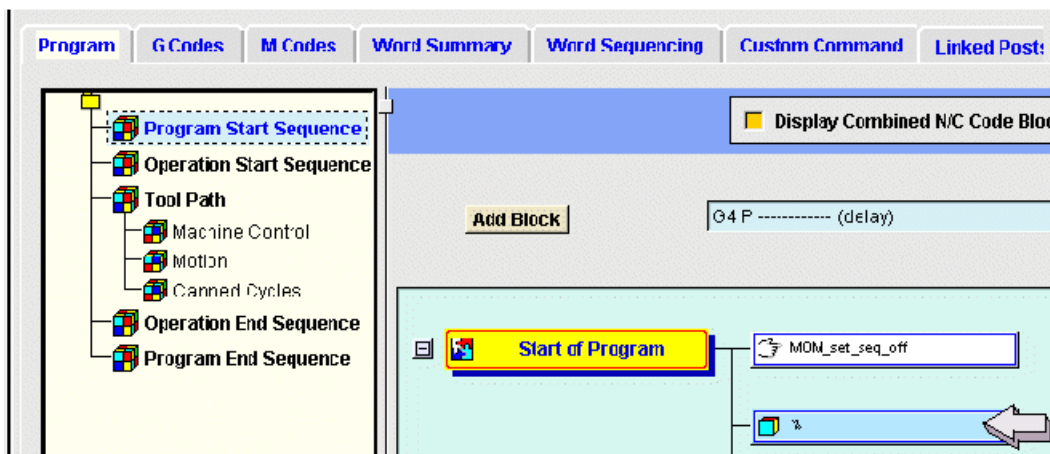 Program G Codes M Codes Word Summary Word Sequencing Custom Command Linked Posts
Program Start Sequence
Operation Start Sequence
Tool Path
Machine Control
Motion
Canned Cycles
Operation End Sequence
Program End Sequence
Display Combined N/C Code Bloc
Add Block
G4 P ------------ (delay)
Start of Program
MOM_set_seq_off
%